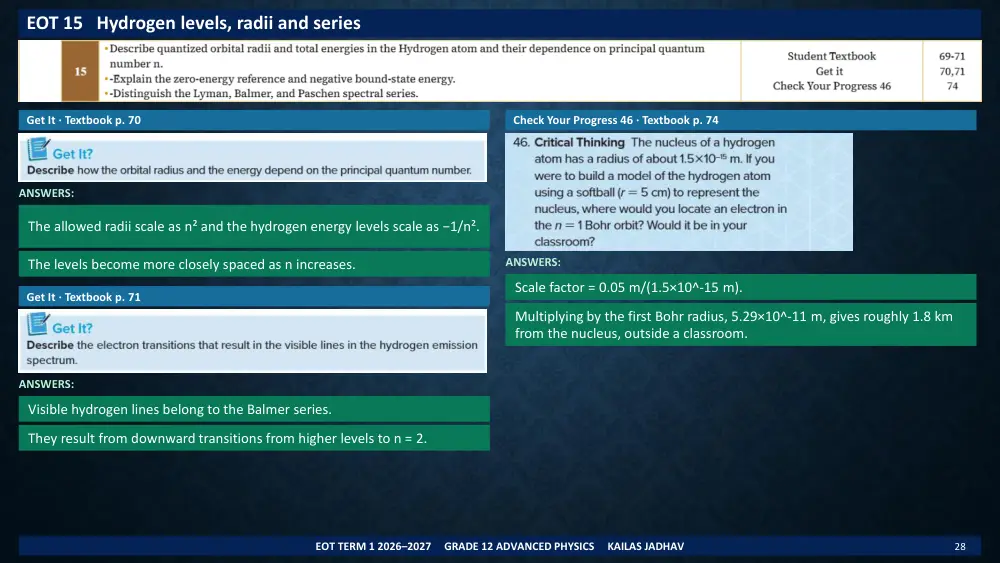 EOT 15 Hydrogen levels, radii and series
15
•Describe quantized orbital radii and total energies in the Hydrogen atom and their dependence on principal quantum
number n.
•-Explain the zero-energy reference and negative bound-state energy.
•-Distinguish the Lyman, Balmer, and Paschen spectral series.
Student Textbook 69-71
Get it 70,71
Check Your Progress 46 74
Get It · Textbook p. 70
Get It?
Describe how the orbital radius and the energy depend on the principal quantum number.
ANSWERS:
The allowed radii scale as n² and the hydrogen energy levels scale as −1/n².
The levels become more closely spaced as n increases.
Get It · Textbook p. 71
Get It?
Describe the electron transitions that result in the visible lines in the hydrogen emission
spectrum.
ANSWERS:
Visible hydrogen lines belong to the Balmer series.
They result from downward transitions from higher levels to n = 2.
Check Your Progress 46 · Textbook p. 74
46. Critical Thinking The nucleus of a hydrogen
atom has a radius of about 1.5×10⁻¹⁵ m. If you
were to build a model of the hydrogen atom
using a softball (r = 5 cm) to represent the
nucleus, where would you locate an electron in
the n = 1 Bohr orbit? Would it be in your
classroom?
ANSWERS:
Scale factor = 0.05 m/(1.5×10^-15 m).
Multiplying by the first Bohr radius, 5.29×10^-11 m, gives roughly 1.8 km
from the nucleus, outside a classroom.
EOT TERM 1 2026–2027 GRADE 12 ADVANCED PHYSICS KAILAS JADHAV
28